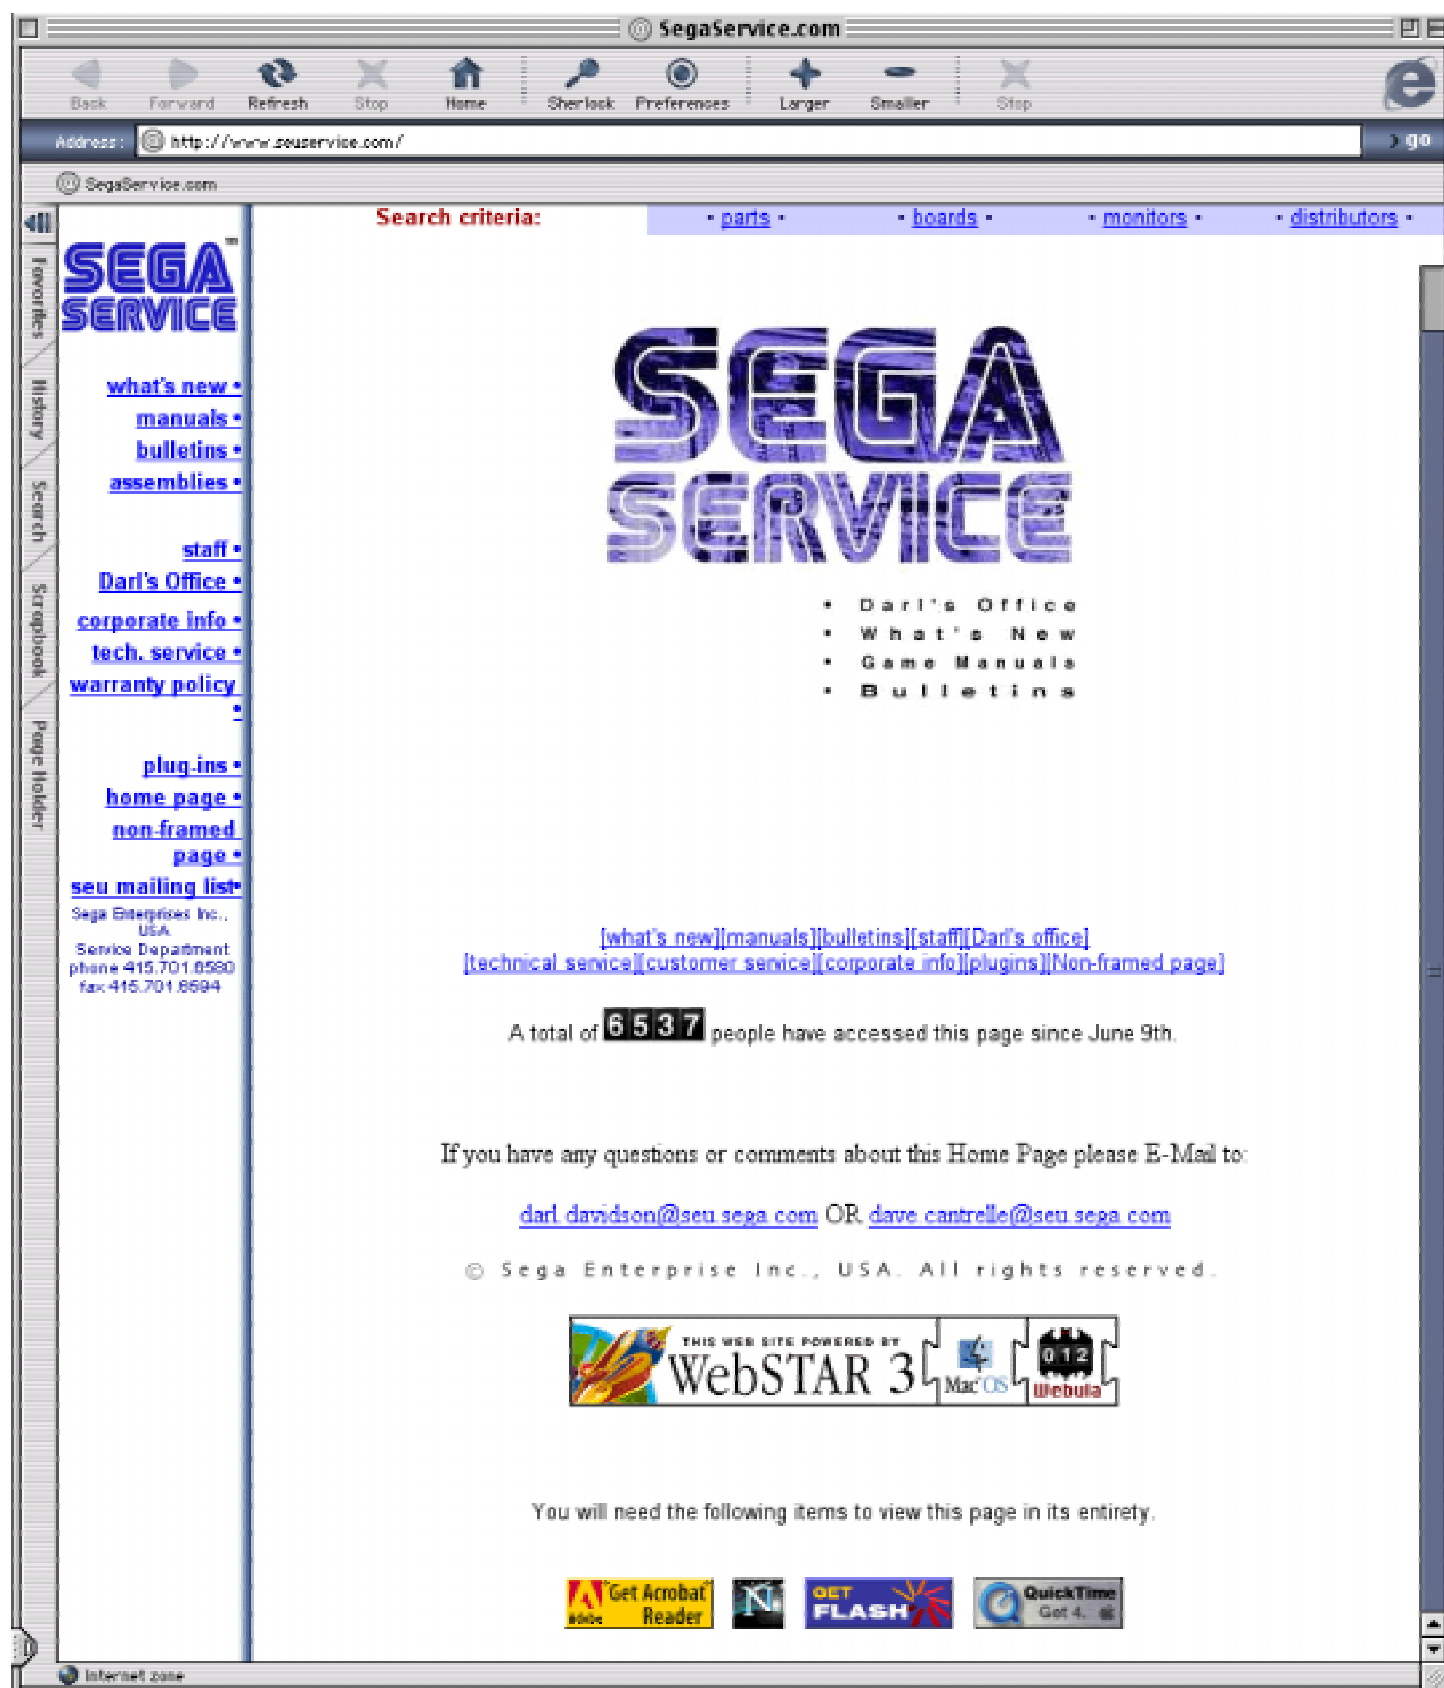 SegaService.com
Back Forward Refresh Stop Home Sherlock Preferences Larger Smaller Stop
Address: http://www.seuservice.com/ go
SegaService.com
Search criteria: • parts • • boards • • monitors • • distributors •
Favorites
History
Search
Scrapbook
Page Holder
SEGA™
SERVICE
what's new •
manuals •
bulletins •
assemblies •
staff •
Darl's Office •
corporate info •
tech. service •
warranty policy
•
plug-ins •
home page •
non-framed
page •
seu mailing list•
Sega Enterprises Inc.,
USA
Service Department
phone 415.701.6580
fax 415.701.6594
SEGA
SERVICE
• Darl's Office
• What's New
• Game Manuals
• Bulletins
[what's new][manuals][bulletins][staff][Darl's office]
[technical service][customer service][corporate info][plugins][Non-framed page]
A total of 6537 people have accessed this page since June 9th.
If you have any questions or comments about this Home Page please E-Mail to:
darl.davidson@seu.sega.com OR dave.cantrelle@seu.sega.com
© Sega Enterprise Inc., USA. All rights reserved.
THIS WEB SITE POWERED BY
WebSTAR 3
Mac OS
012
Webula
You will need the following items to view this page in its entirety.
Adobe
"Get Acrobat"
Reader
N
GET
FLASH
QuickTime
Get 4.
Internet zone